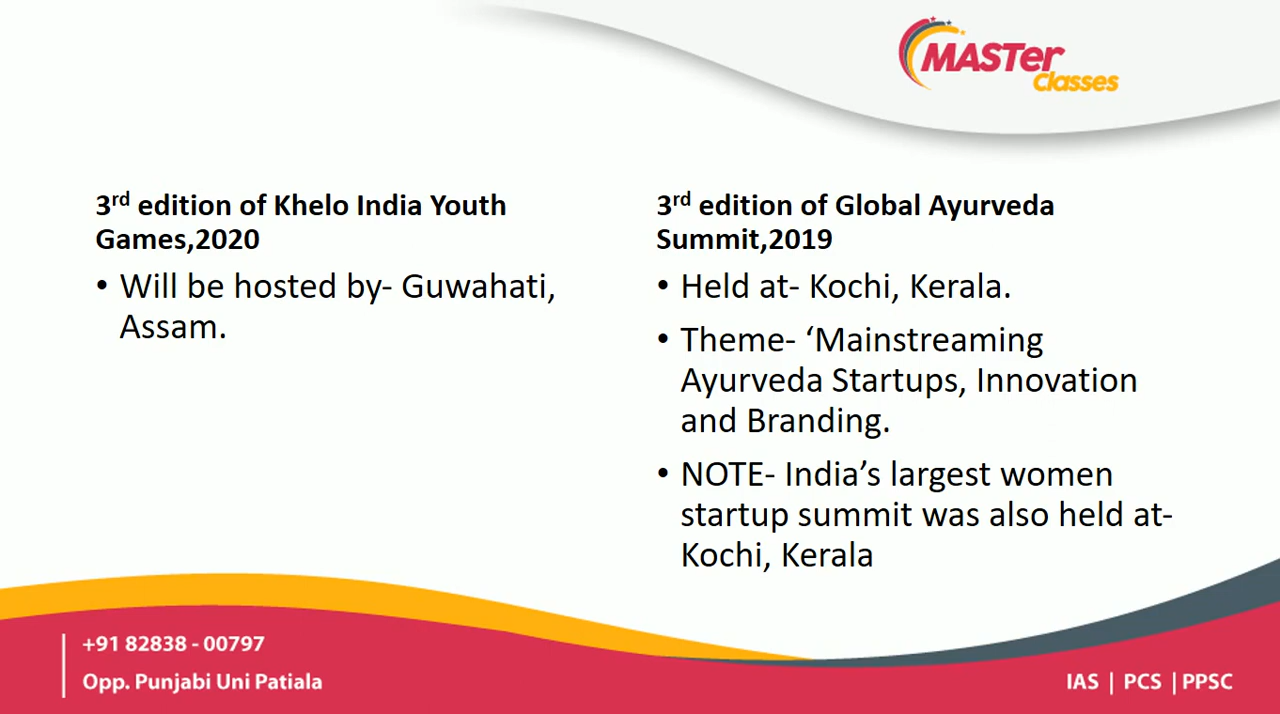 MASTer
Classes
3rd edition of Khelo India Youth
Games,2020
• Will be hosted by- Guwahati,
Assam.
3rd edition of Global Ayurveda
Summit,2019
• Held at- Kochi, Kerala.
• Theme- ‘Mainstreaming
Ayurveda Startups, Innovation
and Branding.
• NOTE- India’s largest women
startup summit was also held at-
Kochi, Kerala
+91 82838 - 00797
Opp. Punjabi Uni Patiala
IAS | PCS | PPSC